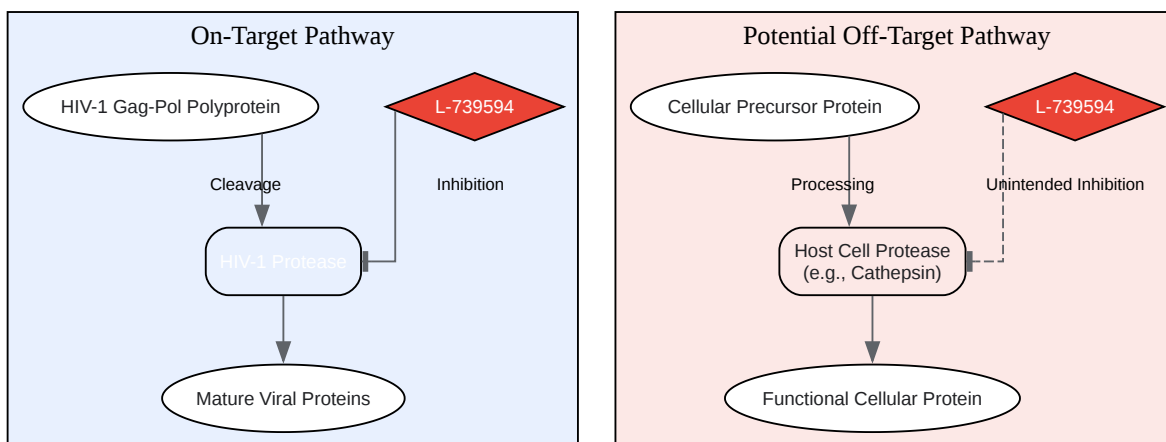 On-Target Pathway
HIV-1 Gag-Pol Polyprotein
L-739594
Cleavage
Inhibition
HIV-1 Protease
Mature Viral Proteins
Potential Off-Target Pathway
Cellular Precursor Protein
L-739594
Processing
Unintended Inhibition
Host Cell Protease
(e.g., Cathepsin)
Functional Cellular Protein